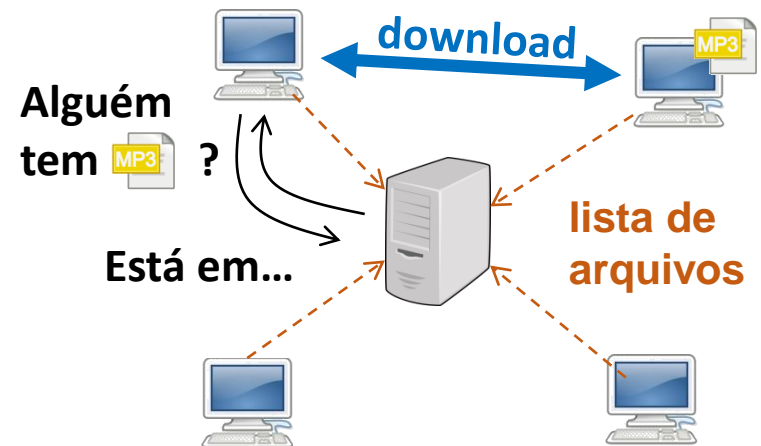 download
MP3
Alguém
tem MP3 ?
lista de
arquivos
Está em...